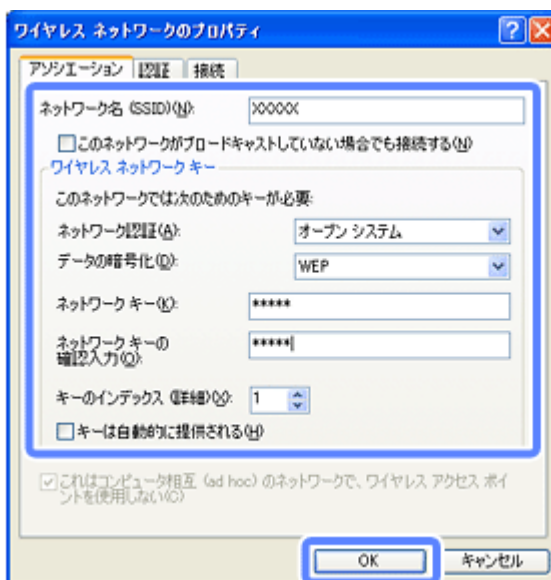 ワイヤレス ネットワークのプロパティ
アソシエーション 認証 接続
ネットワーク名 (SSID)(N): XXXXX
このネットワークがブロードキャストしていない場合でも接続する(N)
ワイヤレス ネットワーク キー
このネットワークでは次のためのキーが必要:
ネットワーク認証(A): オープン システム
データの暗号化(D): WEP
ネットワーク キー(K): *****
ネットワーク キーの
確認入力(O): *****
キーのインデックス (詳細)(X): 1
キーは自動的に提供される(H)
これはコンピュータ相互 (ad hoc) のネットワークで、ワイヤレス アクセス ポイ
ントを使用しない(C)
OK キャンセル